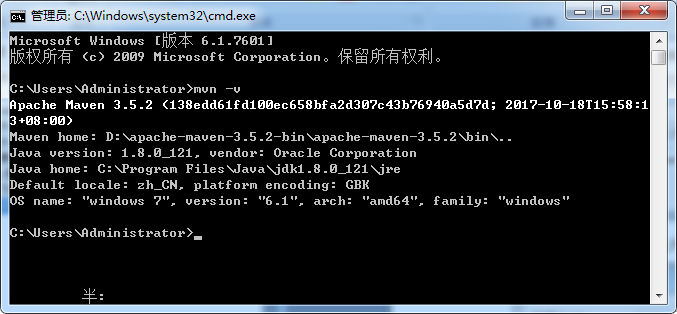 管理员: C:\Windows\system32\cmd.exe
Microsoft Windows [版本 6.1.7601]
版权所有 (c) 2009 Microsoft Corporation。保留所有权利。
C:\Users\Administrator>mvn -v
Apache Maven 3.5.2 (138edd61fd100ec658bfa2d307c43b76940a5d7d; 2017-10-18T15:58:1
3+08:00)
Maven home: D:\apache-maven-3.5.2-bin\apache-maven-3.5.2\bin\..
Java version: 1.8.0_121, vendor: Oracle Corporation
Java home: C:\Program Files\Java\jdk1.8.0_121\jre
Default locale: zh_CN, platform encoding: GBK
OS name: "windows 7", version: "6.1", arch: "amd64", family: "windows"
C:\Users\Administrator>
半: